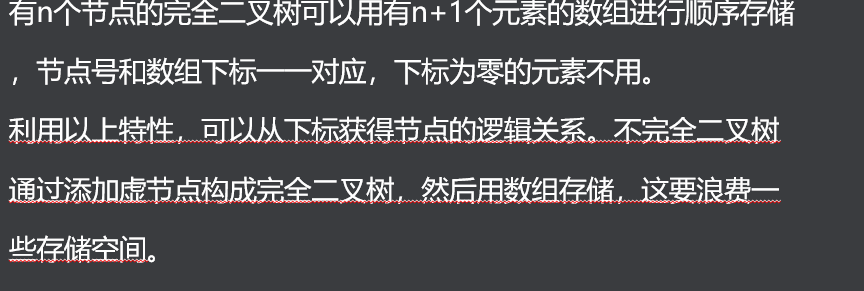 有n个节点的完全二叉树可以用有n+1个元素的数组进行顺序存储
，节点号和数组下标一一对应，下标为零的元素不用。
利用以上特性，可以从下标获得节点的逻辑关系。不完全二叉树
通过添加虚节点构成完全二叉树，然后用数组存储，这要浪费一
些存储空间。